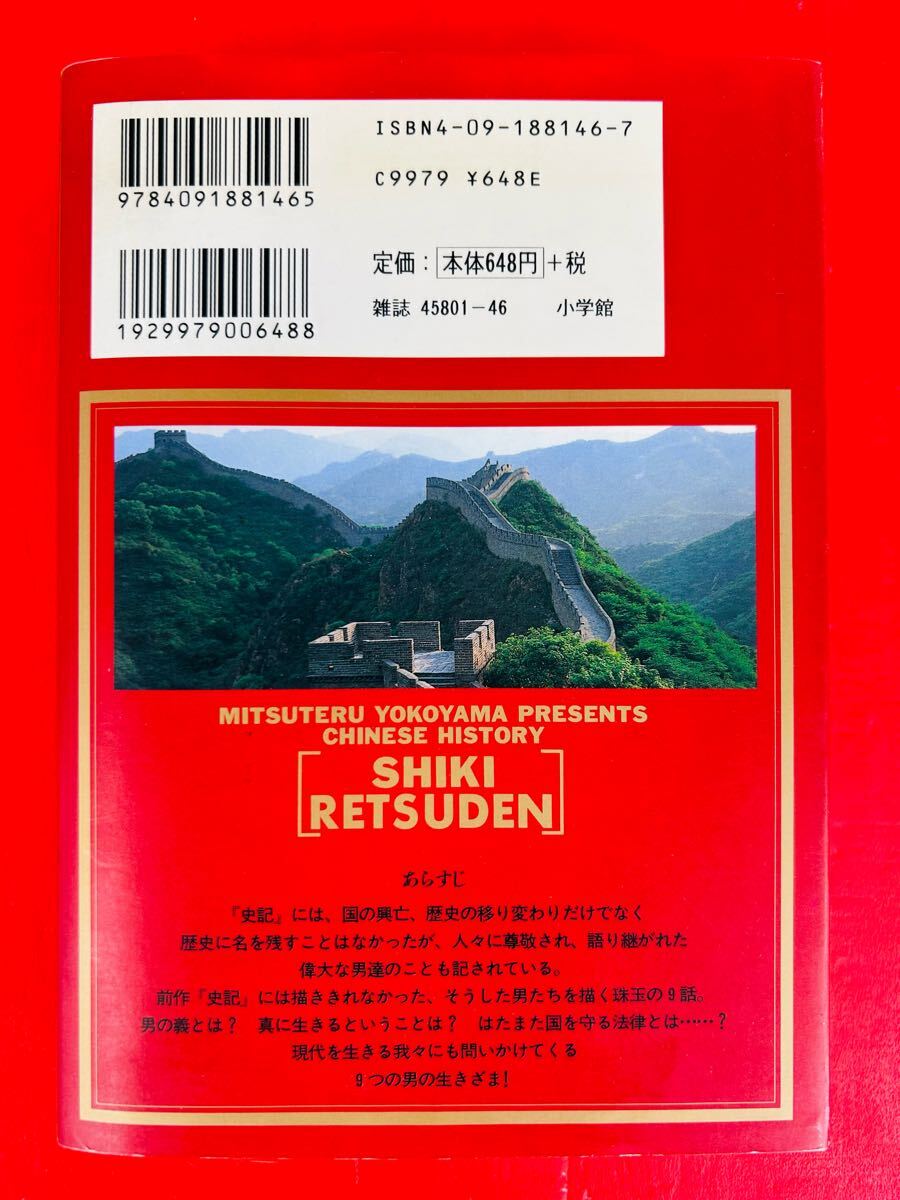 ISBN4-09-188146-7
C9979 ¥648E
9784091881465
1929979006488
定価：本体648円＋税
雑誌 45801－46 小学館
MITSUTERU YOKOYAMA PRESENTS
CHINESE HISTORY
SHIKI
RETSUDEN
あらすじ
『史記』には、国の興亡、歴史の移り変わりだけでなく
歴史に名を残すことはなかったが、人々に尊敬され、語り継がれた
偉大な男達のことも記されている。
前作『史記』には描ききれなかった、そうした男たちを描く珠玉の9話。
男の義とは？　真に生きるということは？　はたまた国を守る法律とは……？
現代を生きる我々にも問いかけてくる
9つの男の生きざま！